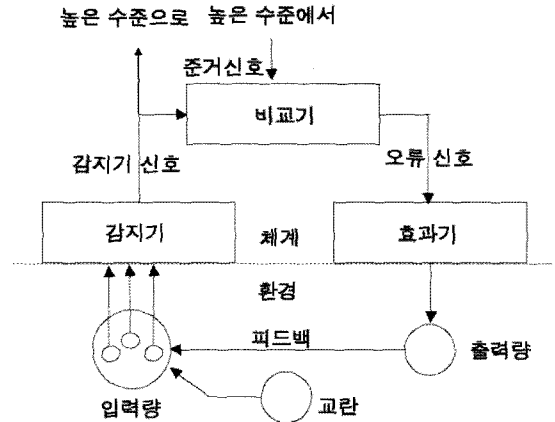 높은 수준으로 높은 수준에서
준거신호
비교기
감지기 신호
오류 신호
감지기
체계
효과기
환경
피드백
출력량
입력량
교란